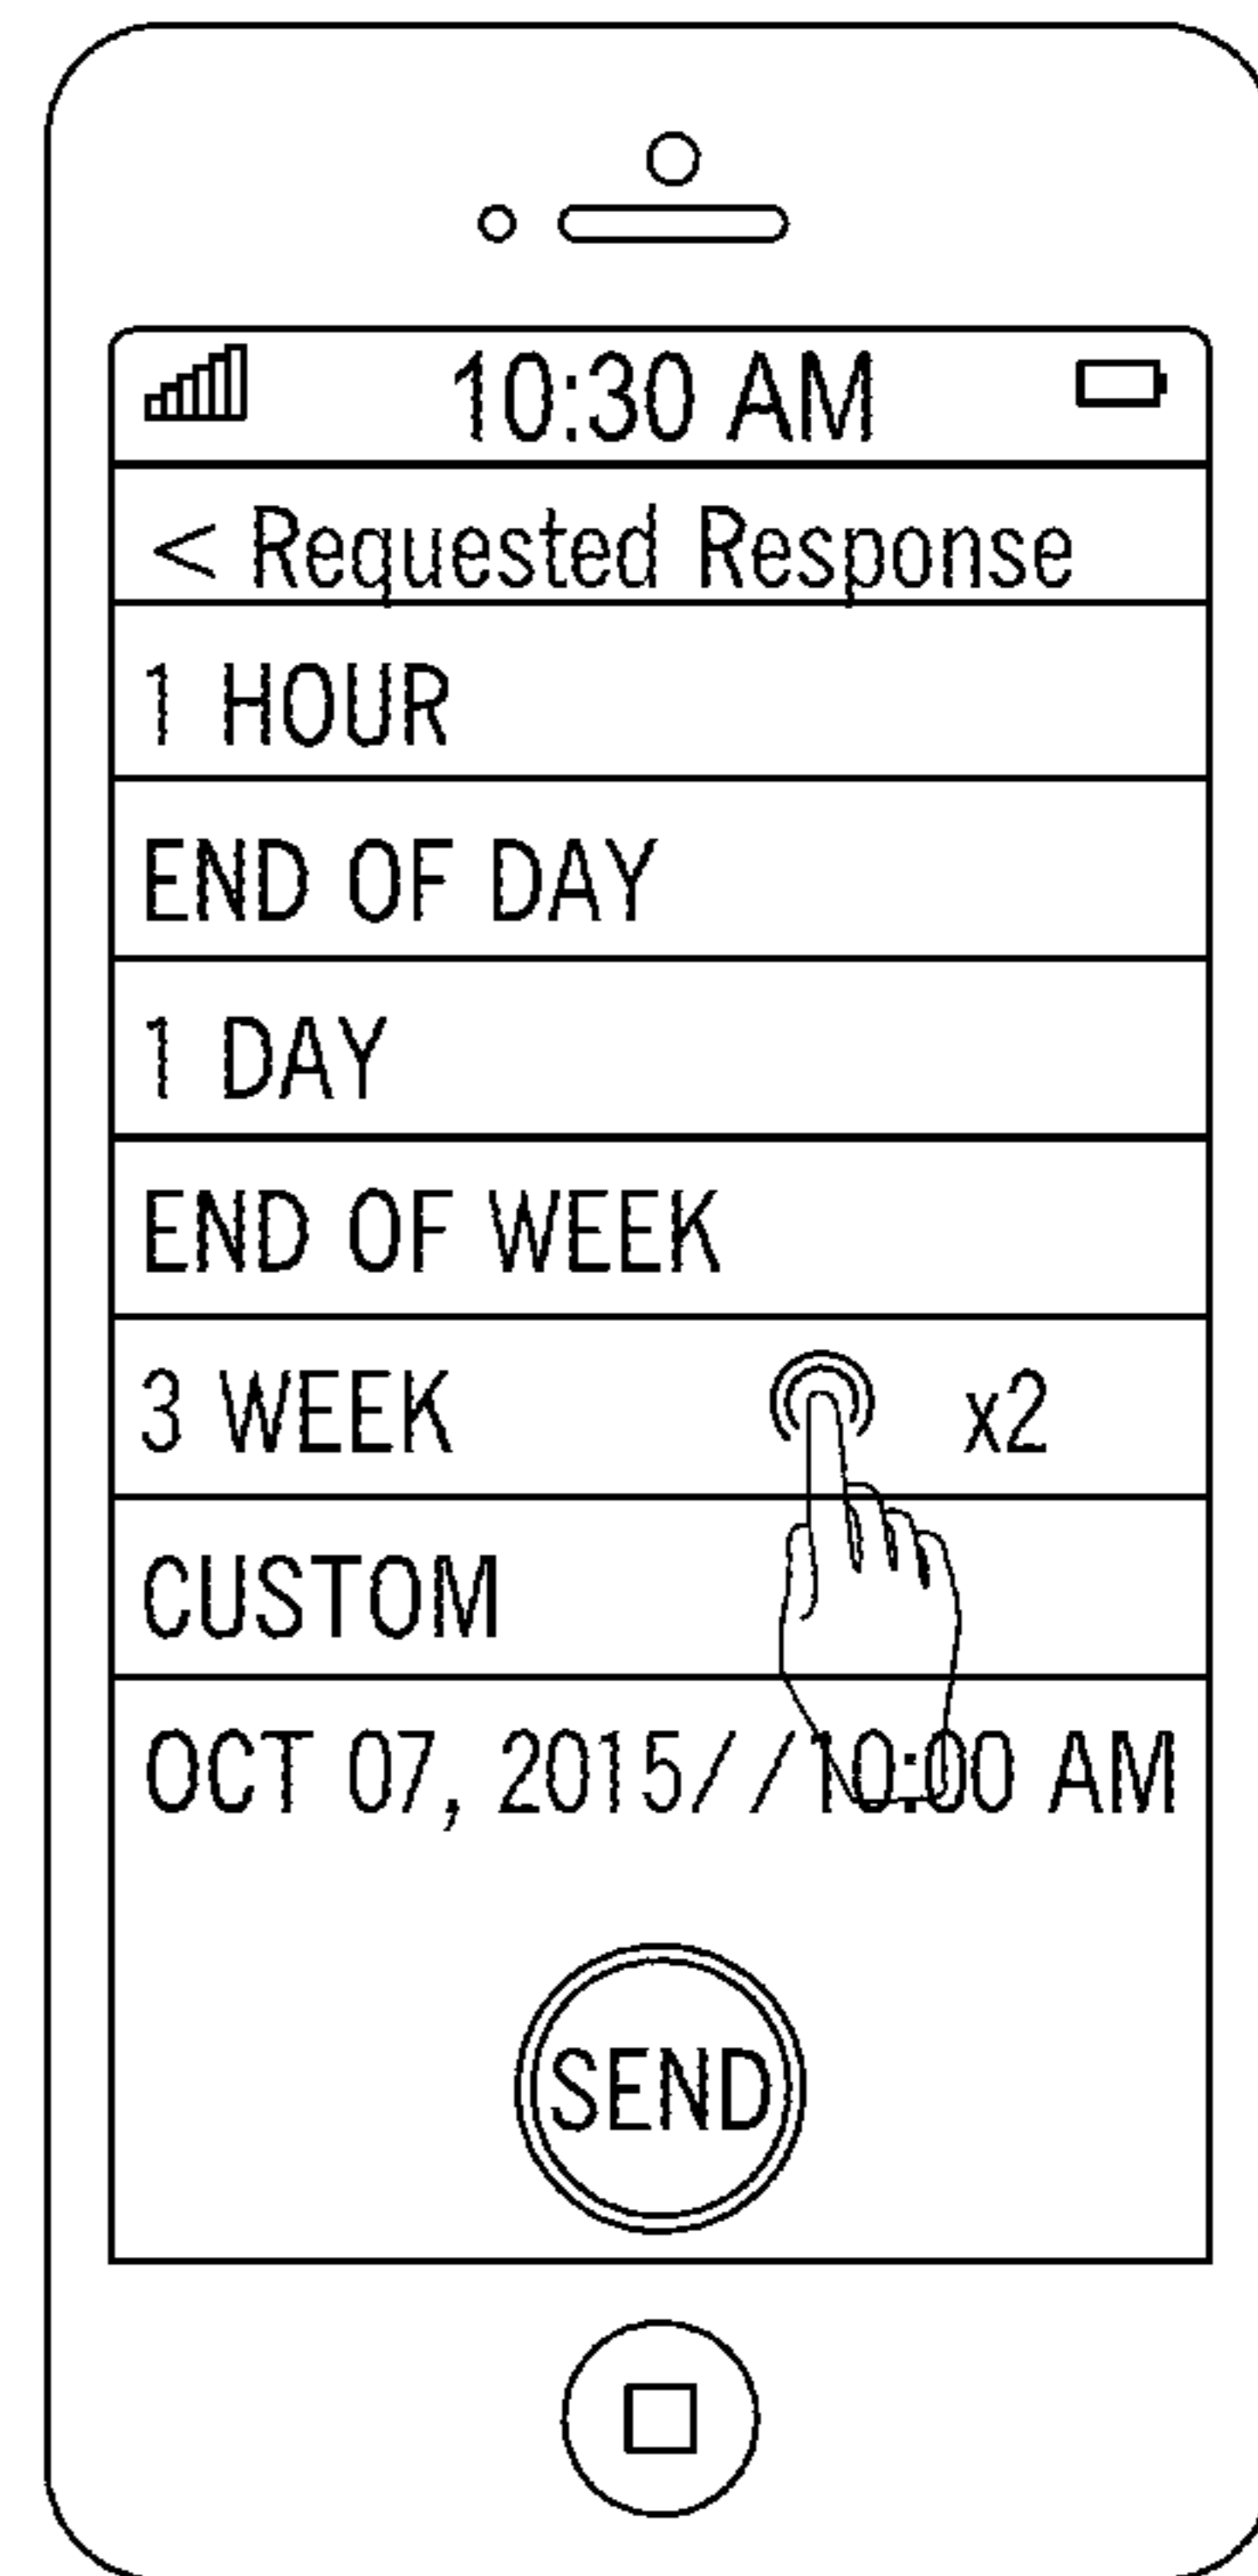 10:30 AM
< Requested Response
1 HOUR
END OF DAY
1 DAY
END OF WEEK
3 WEEK x2
CUSTOM
OCT 07, 2015//10:00 AM
SEND